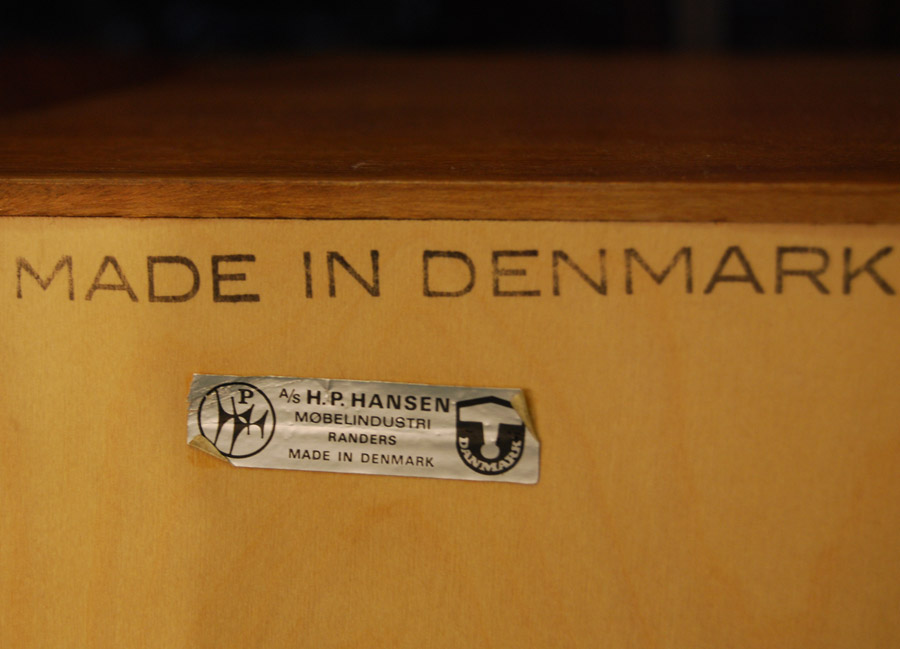 MADE IN DENMARK
P
A/S H.P. HANSEN
MØBELINDUSTRI
RANDERS
MADE IN DENMARK
DANMARK